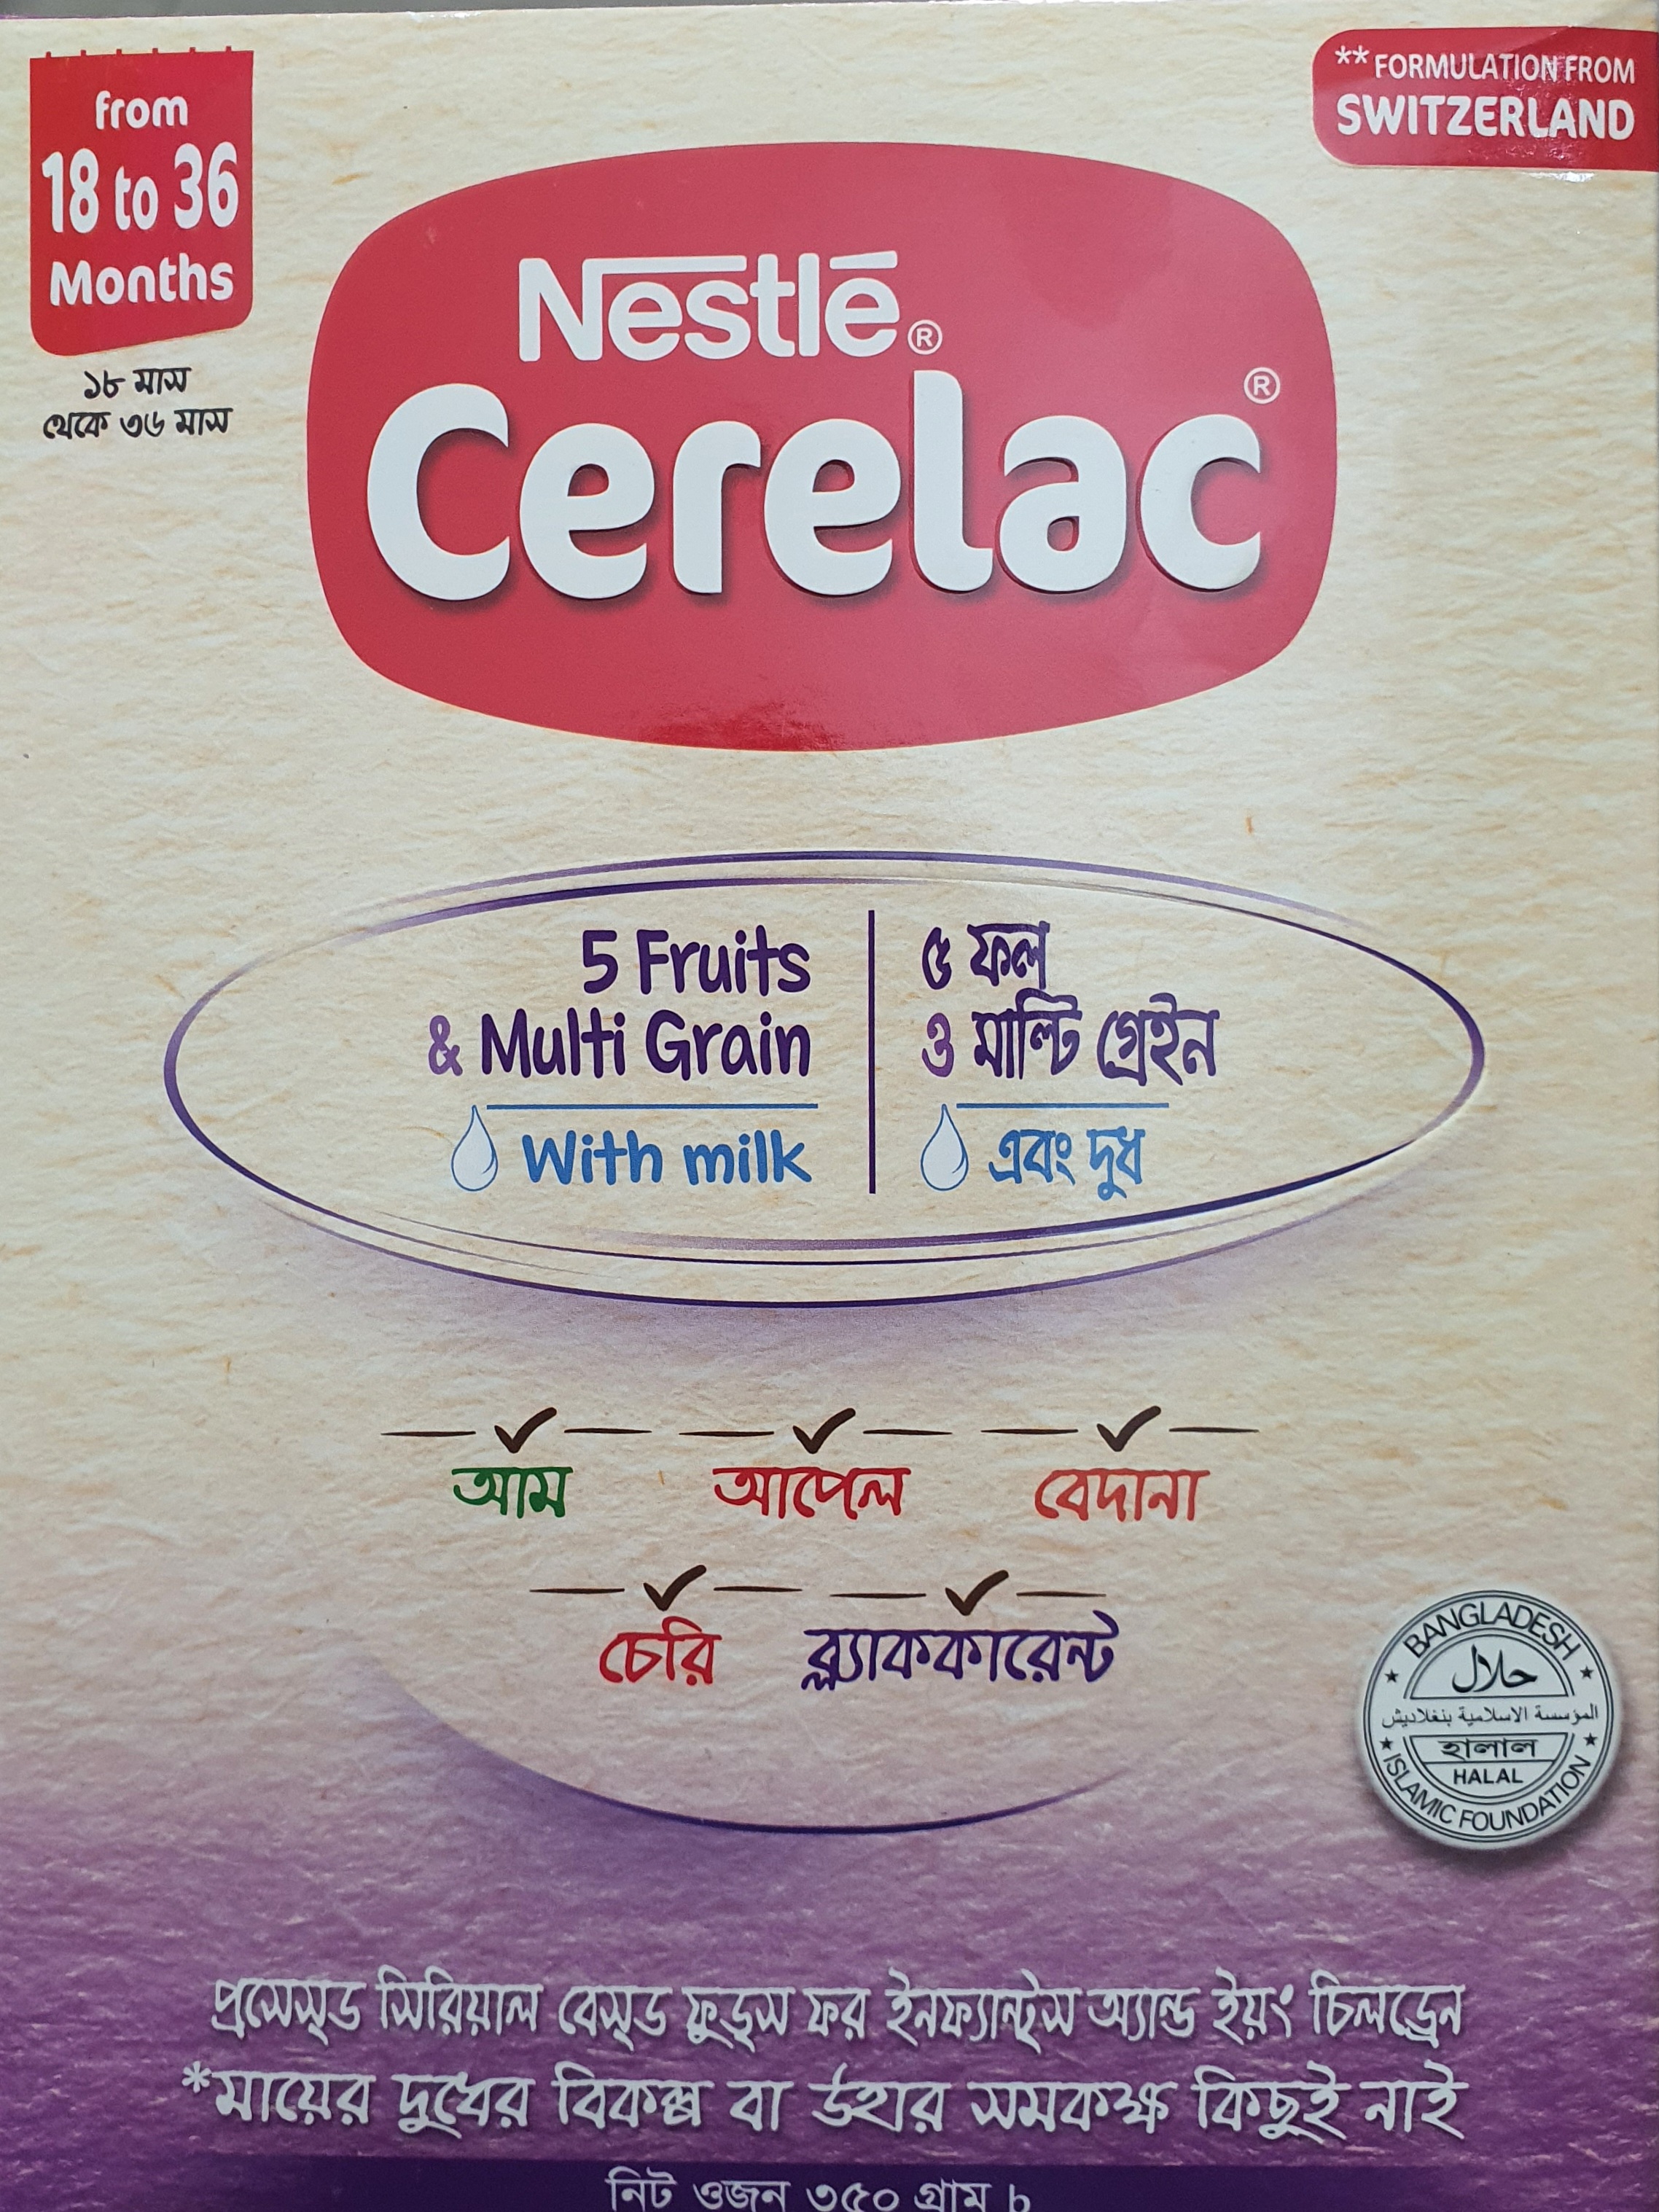 from
18 to 36
Months
১৮ মাস
থেকে ৩৬ মাস
** FORMULATION FROM
SWITZERLAND
Nestlé®
Cerelac®
5 Fruits
& Multi Grain
With milk
৫ ফল
ও মাল্টি গ্রেইন
এবং দুধ
আম আপেল বেদানা
চেরি ব্ল্যাককারেন্ট
BANGLADESH
حلال
المؤسسة الاسلامية بنغلاديش
হালাল
HALAL
ISLAMIC FOUNDATION
প্রসেস্‌ড সিরিয়াল বেস্‌ড ফুড্‌স ফর ইনফ্যান্ট্‌স অ্যান্ড ইয়ং চিলড্রেন
*মায়ের দুধের বিকল্প বা উহার সমকক্ষ কিছুই নাই
নিট ওজন ৩৫০ গ্রাম